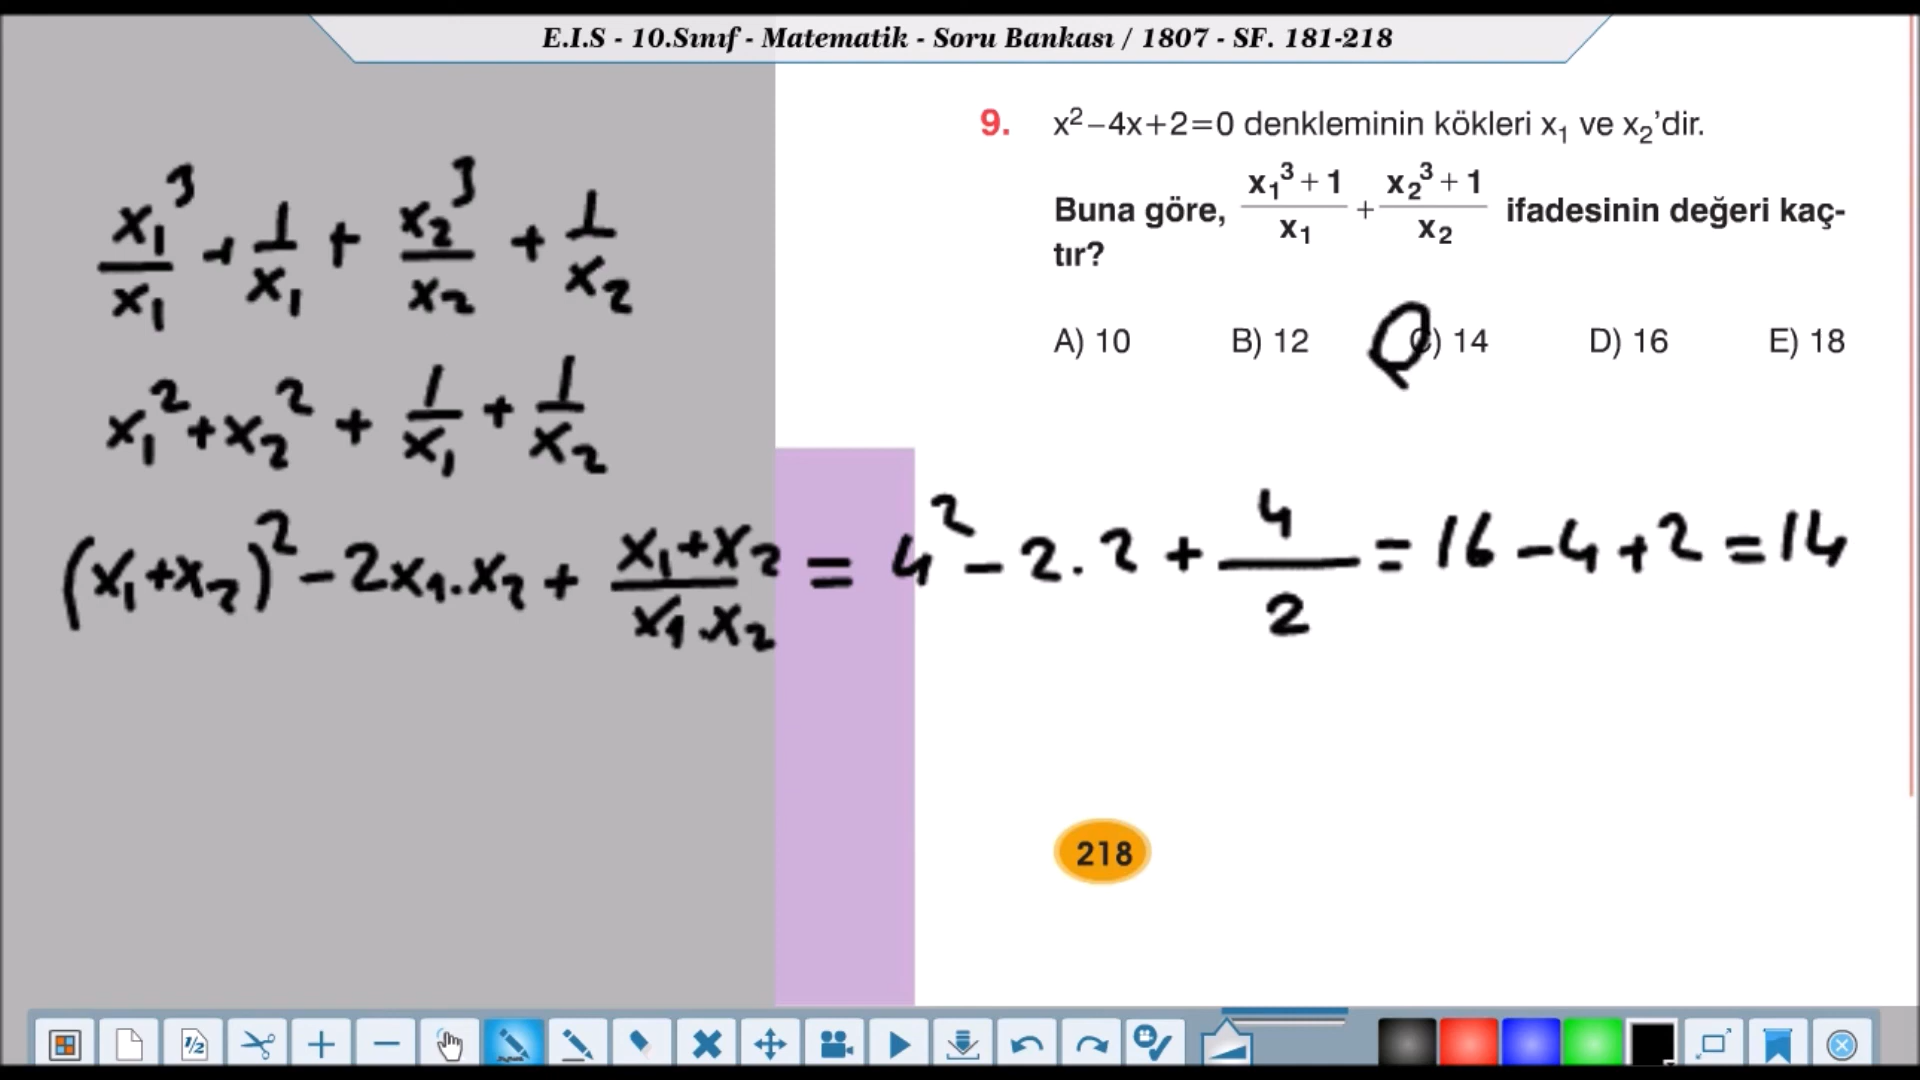 E.I.S - 10.Sınıf - Matematik - Soru Bankası / 1807 - SF. 181-218
9. x²−4x+2=0 denkleminin kökleri x₁ ve x₂'dir.
Buna göre, (x₁³+1)/x₁ + (x₂³+1)/x₂ ifadesinin değeri kaç-
tır?
A) 10 B) 12 C) 14 D) 16 E) 18
x₁³/x₁ + 1/x₁ + x₂³/x₂ + 1/x₂
x₁²+x₂² + 1/x₁ + 1/x₂
(x₁+x₂)² − 2x₁.x₂ + (x₁+x₂)/(x₁.x₂) = 4² − 2.2 + 4/2 = 16 − 4 + 2 = 14
218
1/2